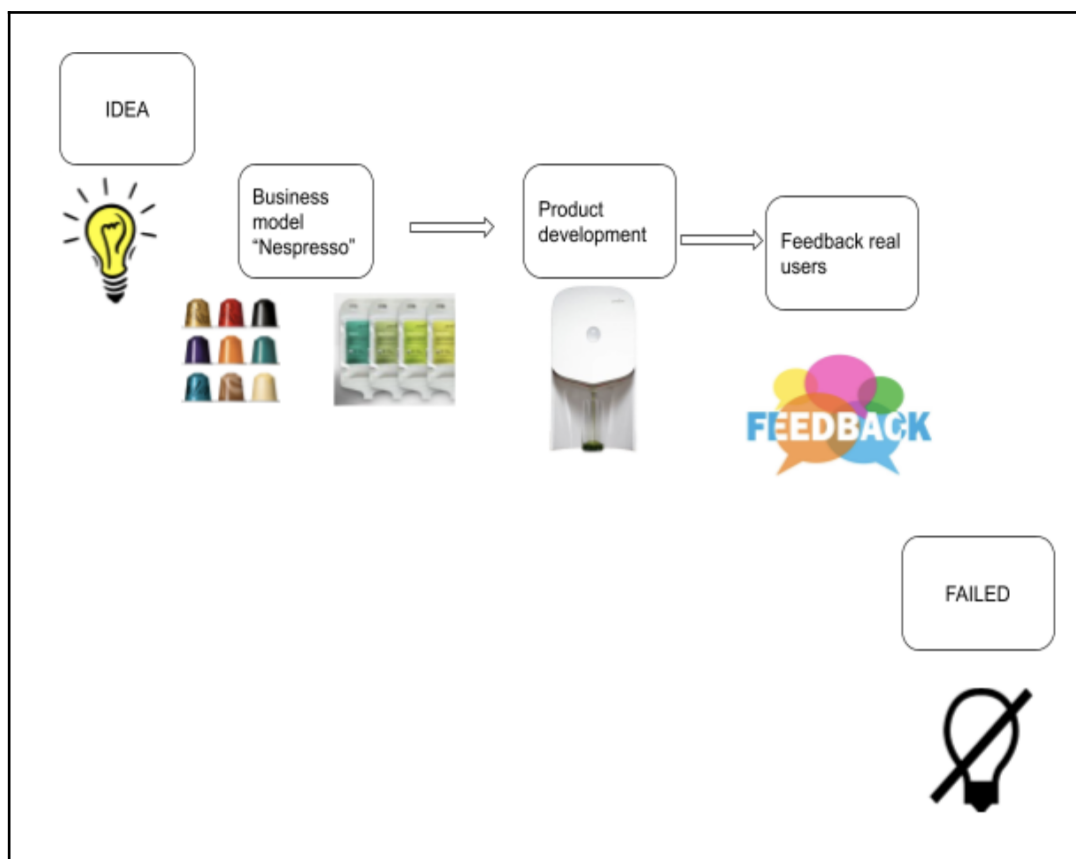 IDEA
Business
model
“Nespresso”
Product
development
Feedback real
users
FEEDBACK
FAILED